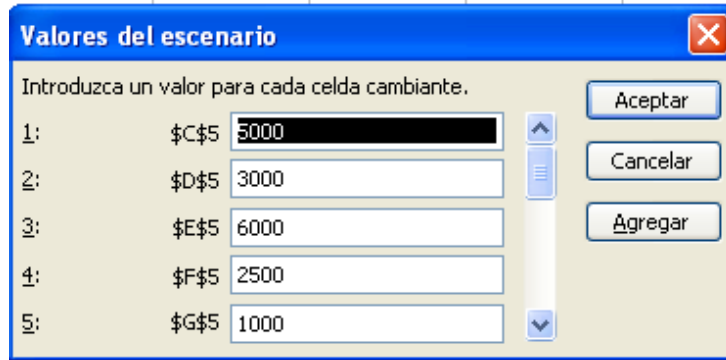 Valores del escenario
Introduzca un valor para cada celda cambiante.
Aceptar
1: $C$5 5000
Cancelar
2: $D$5 3000
Agregar
3: $E$5 6000
4: $F$5 2500
5: $G$5 1000